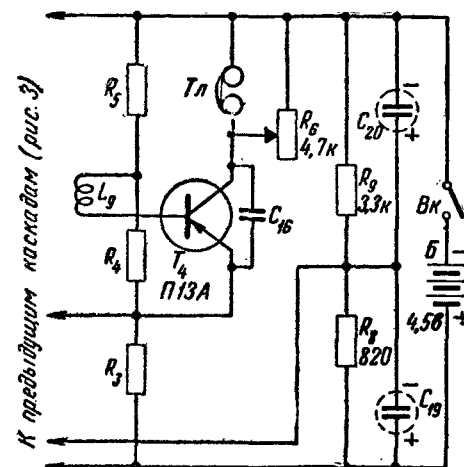 К предыдущим каскадам (рис. 3)
R5
Тл
R6
4,7к
C20
Lg
R9
3,3к
Вк
C16
R4
T4
П13А
Б
4,5в
R3
R8
820
C19